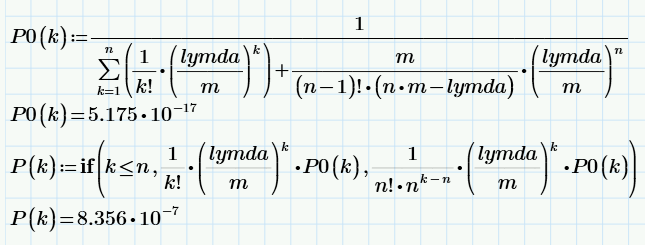 P0(k):=1/(∑_{k=1}^{n}(1/k!·(lymda/m)^k)+m/((n-1)!·(n·m-lymda))·(lymda/m)^n)
P0(k)=5.175·10^-17
P(k):=if(k≤n,1/k!·(lymda/m)^k·P0(k),1/(n!·n^(k-n))·(lymda/m)^k·P0(k))
P(k)=8.356·10^-7